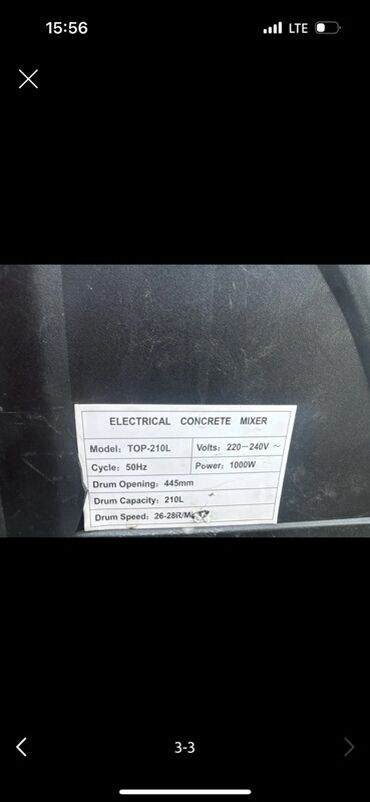 15:56 LTE
ELECTRICAL CONCRETE MIXER
Model: TOP-210L Volts: 220-240V ~
Cycle: 50Hz Power: 1000W
Drum Opening: 445mm
Drum Capacity: 210L
Drum Speed: 26-28R/M
3-3